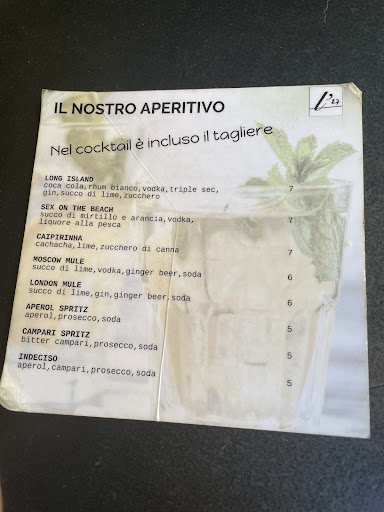 l' 27
IL NOSTRO APERITIVO
Nel cocktail è incluso il tagliere
LONG ISLAND
coca cola,rhum bianco,vodka,triple sec,
gin,succo di lime,zucchero 7
SEX ON THE BEACH
succo di mirtillo e arancia,vodka,
liquore alla pesca 7
CAIPIRINHA
cachacha,lime,zucchero di canna 7
MOSCOW MULE
succo di lime,vodka,ginger beer,soda 6
LONDON MULE
succo di lime,gin,ginger beer,soda 6
APEROL SPRITZ
aperol,prosecco,soda 5
CAMPARI SPRITZ
bitter campari,prosecco,soda 5
INDECISO
aperol,campari,prosecco,soda 5